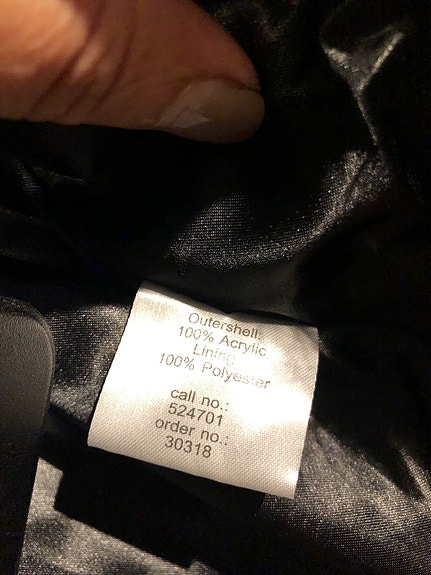 Outershell:
100% Acrylic
Lining
100% Polyester
call no.:
524701
order no.:
30318